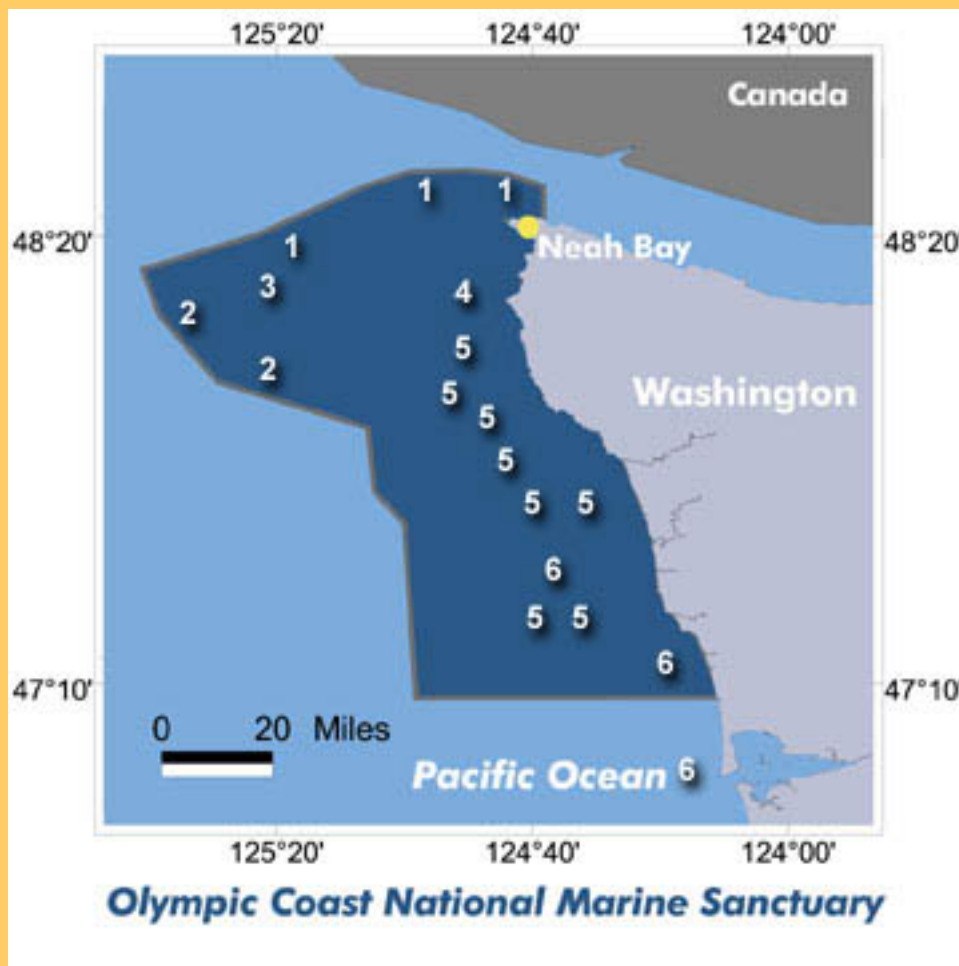 125°20' 124°40' 124°00'
Canada
1 1
48°20' 1 Neah Bay 48°20'
3 4
2
5
2
5 Washington
5
5
5 5
6
5 5
6
47°10' 47°10'
0 20 Miles
Pacific Ocean 6
125°20' 124°40' 124°00'
Olympic Coast National Marine Sanctuary